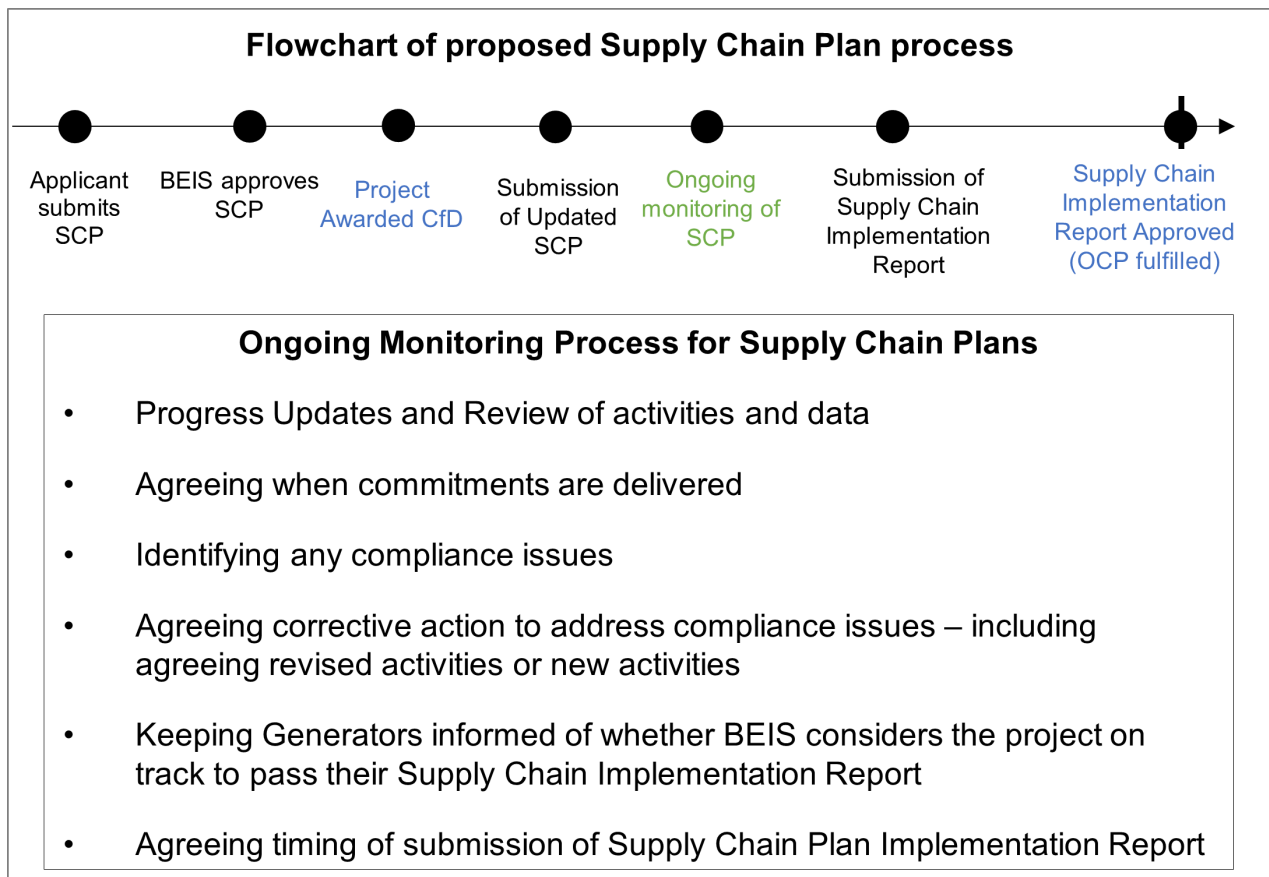 Flowchart of proposed Supply Chain Plan process
Applicant
submits
SCP
BEIS approves
SCP
Project
Awarded CfD
Submission
of Updated
SCP
Ongoing
monitoring of
SCP
Submission of
Supply Chain
Implementation
Report
Supply Chain
Implementation
Report Approved
(OCP fulfilled)
Ongoing Monitoring Process for Supply Chain Plans
• Progress Updates and Review of activities and data
• Agreeing when commitments are delivered
• Identifying any compliance issues
• Agreeing corrective action to address compliance issues – including
agreeing revised activities or new activities
• Keeping Generators informed of whether BEIS considers the project on
track to pass their Supply Chain Implementation Report
• Agreeing timing of submission of Supply Chain Plan Implementation Report